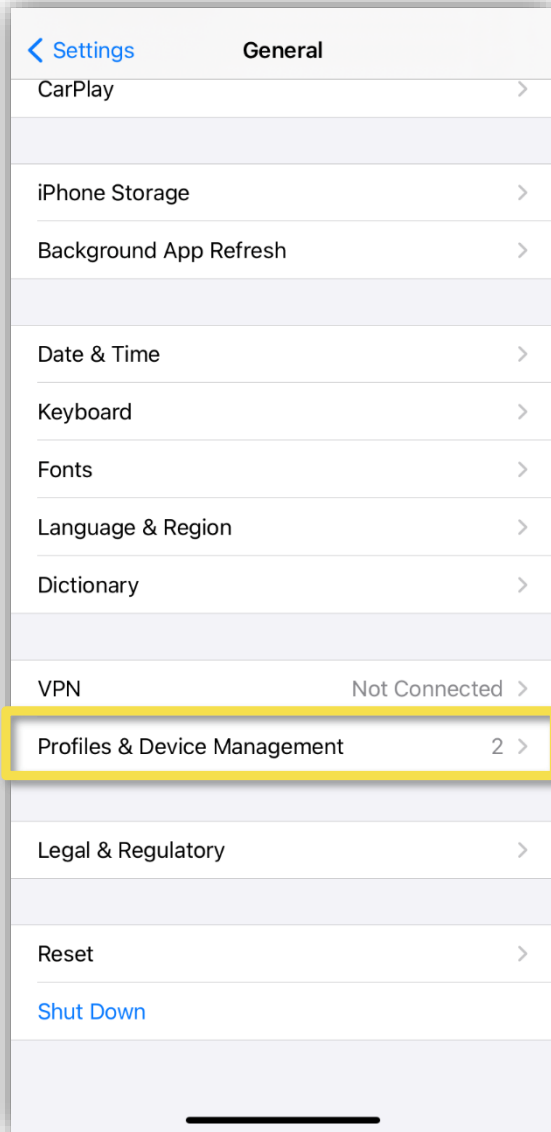 Settings General
CarPlay
iPhone Storage
Background App Refresh
Date & Time
Keyboard
Fonts
Language & Region
Dictionary
VPN Not Connected
Profiles & Device Management 2
Legal & Regulatory
Reset
Shut Down